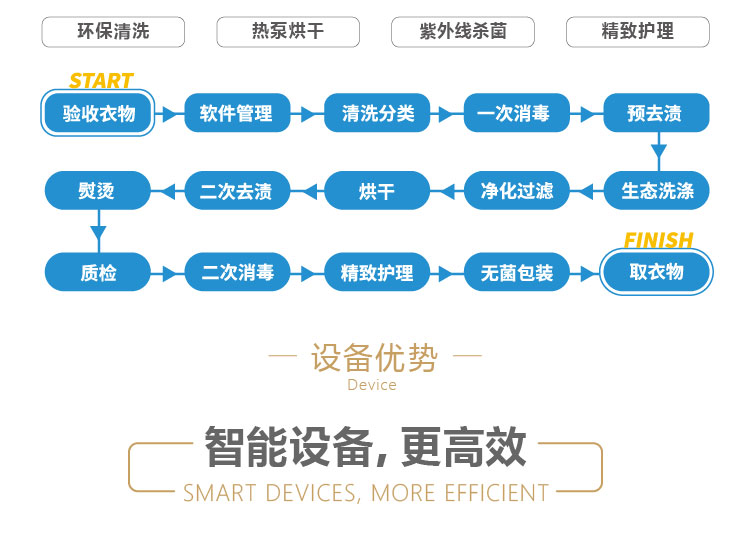 环保清洗 热泵烘干 紫外线杀菌 精致护理
START
验收衣物 软件管理 清洗分类 一次消毒 预去渍
熨烫 二次去渍 烘干 净化过滤 生态洗涤
FINISH
质检 二次消毒 精致护理 无菌包装 取衣物
设备优势
Device
智能设备, 更高效
SMART DEVICES, MORE EFFICIENT